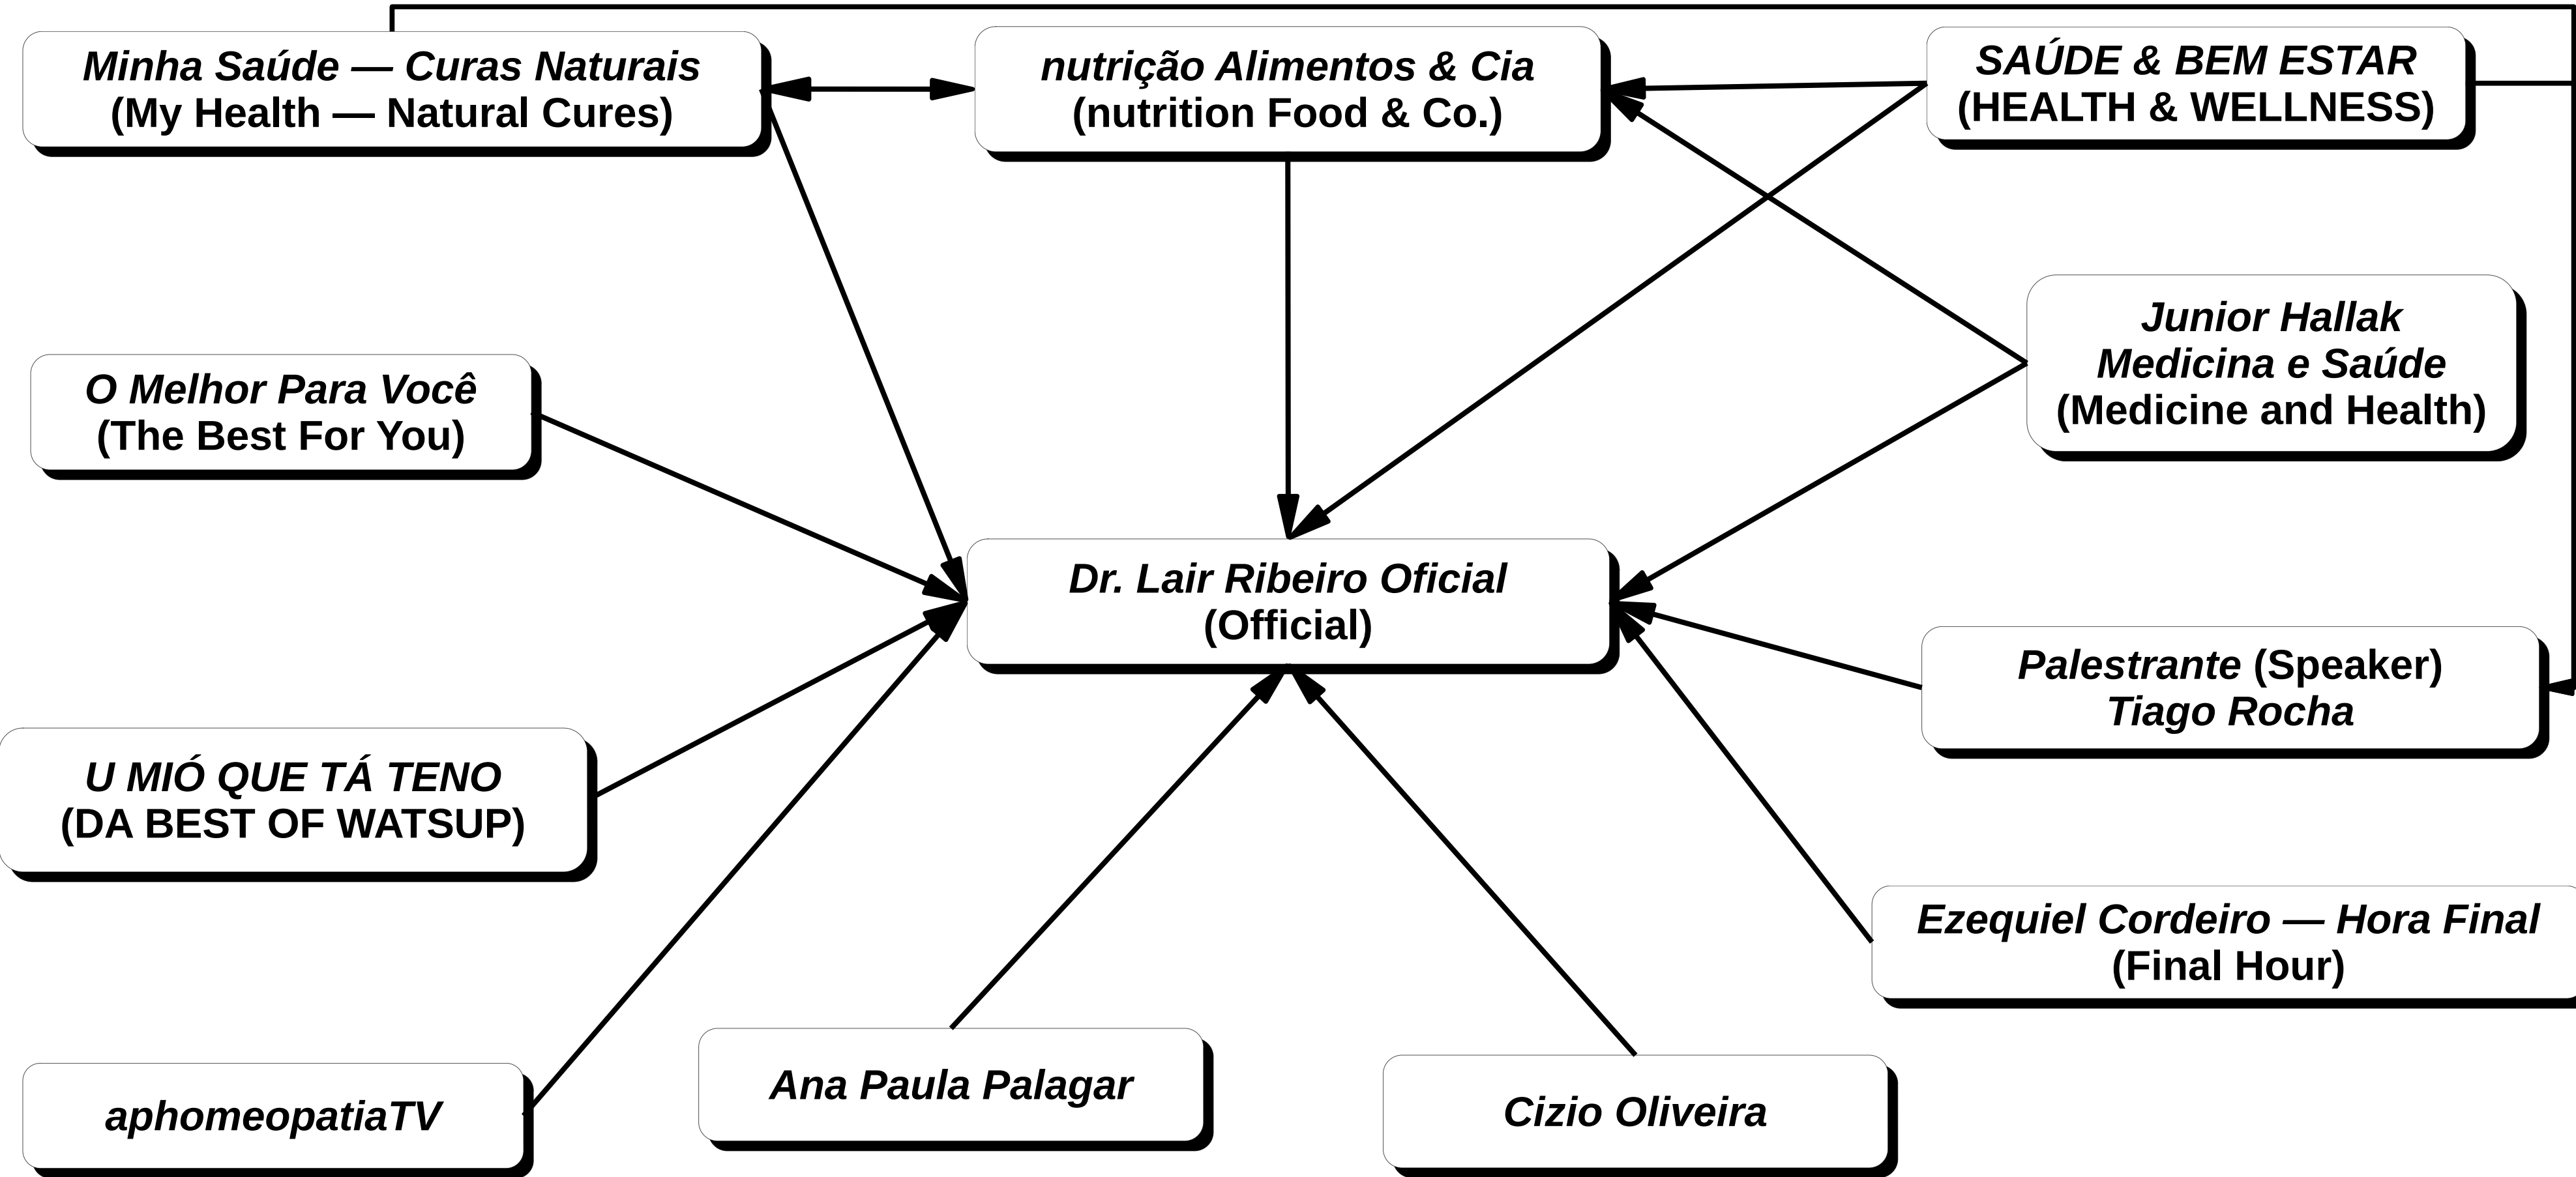 Minha Saúde — Curas Naturais
(My Health — Natural Cures)
nutrição Alimentos & Cia
(nutrition Food & Co.)
SAÚDE & BEM ESTAR
(HEALTH & WELLNESS)
Junior Hallak
Medicina e Saúde
(Medicine and Health)
O Melhor Para Você
(The Best For You)
Dr. Lair Ribeiro Oficial
(Official)
Palestrante (Speaker)
Tiago Rocha
U MIÓ QUE TÁ TENO
(DA BEST OF WATSUP)
Ezequiel Cordeiro — Hora Final
(Final Hour)
aphomeopatiaTV
Ana Paula Palagar
Cizio Oliveira